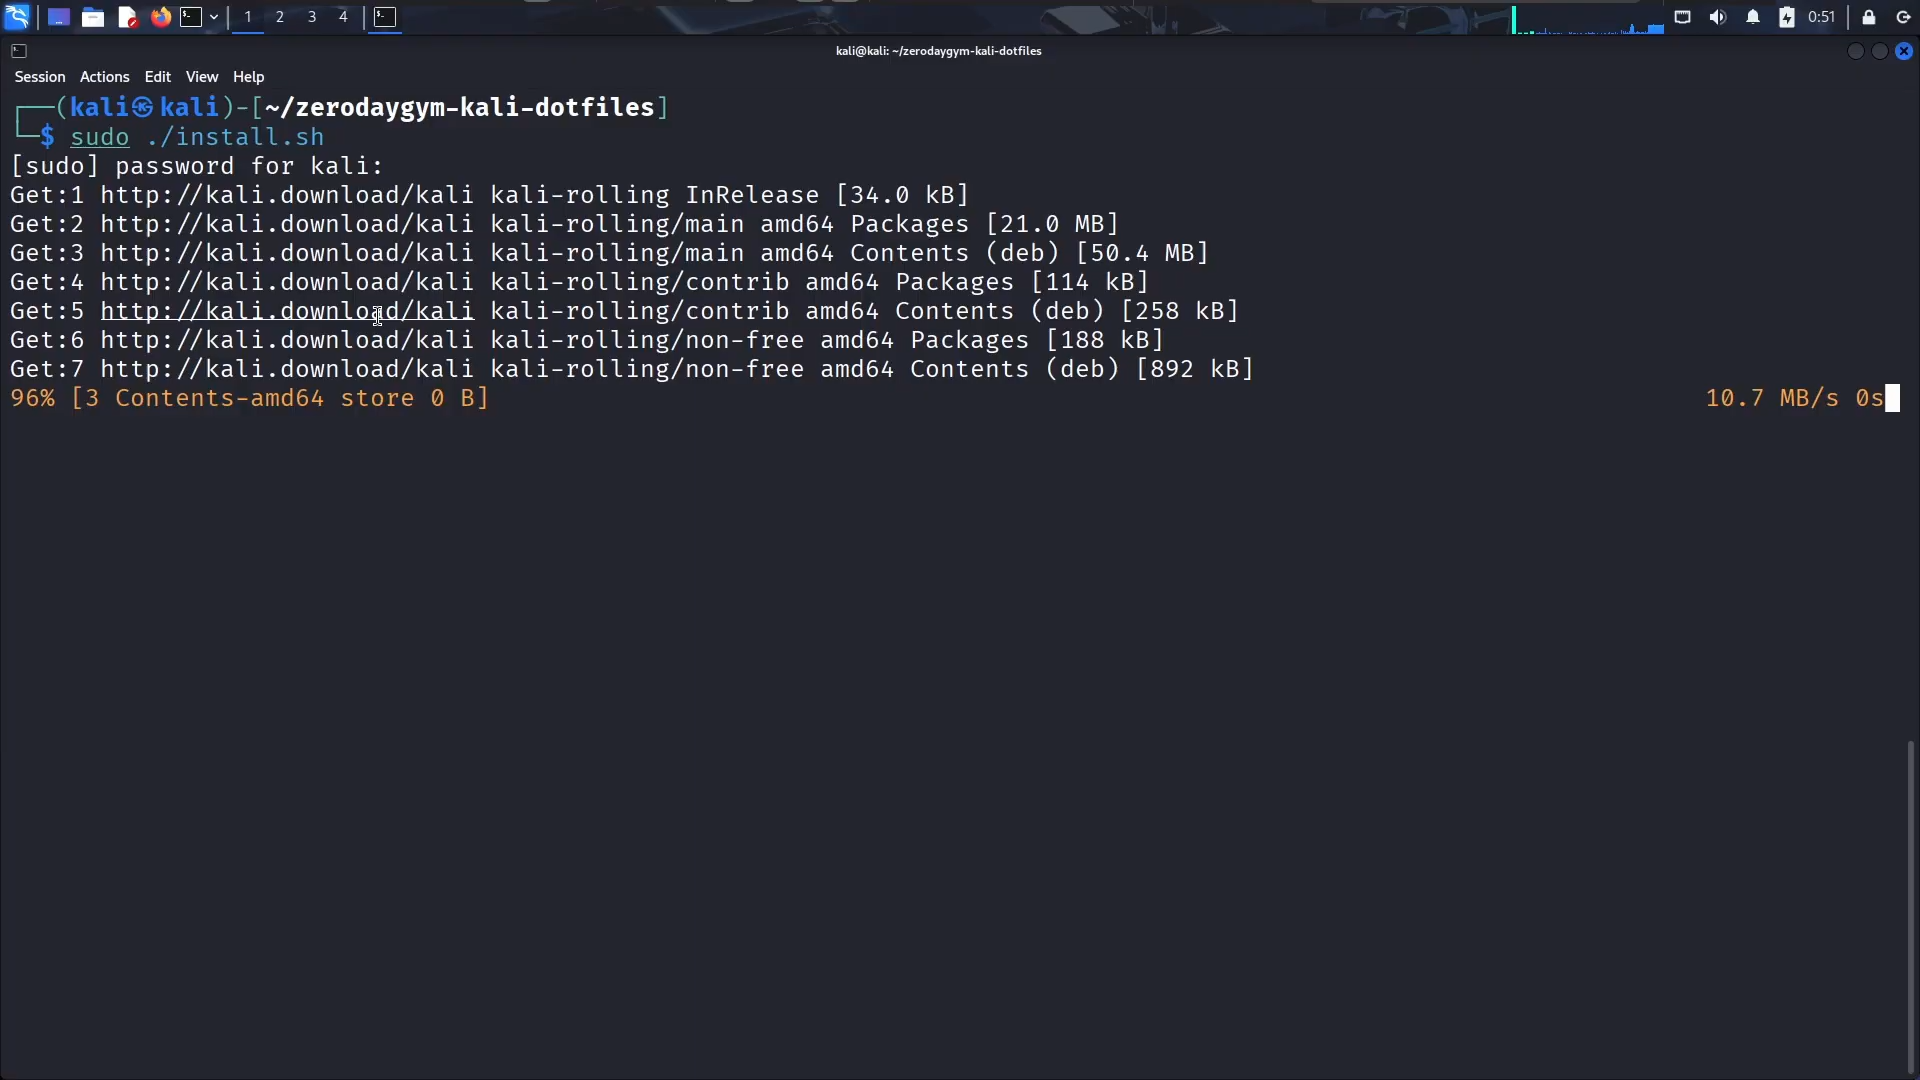 1 2 3 4 0:51
kali@kali: ~/zerodaygym-kali-dotfiles
Session Actions Edit View Help
┌──(kali㉿kali)-[~/zerodaygym-kali-dotfiles]
└─$ sudo ./install.sh
[sudo] password for kali:
Get:1 http://kali.download/kali kali-rolling InRelease [34.0 kB]
Get:2 http://kali.download/kali kali-rolling/main amd64 Packages [21.0 MB]
Get:3 http://kali.download/kali kali-rolling/main amd64 Contents (deb) [50.4 MB]
Get:4 http://kali.download/kali kali-rolling/contrib amd64 Packages [114 kB]
Get:5 http://kali.download/kali kali-rolling/contrib amd64 Contents (deb) [258 kB]
Get:6 http://kali.download/kali kali-rolling/non-free amd64 Packages [188 kB]
Get:7 http://kali.download/kali kali-rolling/non-free amd64 Contents (deb) [892 kB]
96% [3 Contents-amd64 store 0 B] 10.7 MB/s 0s